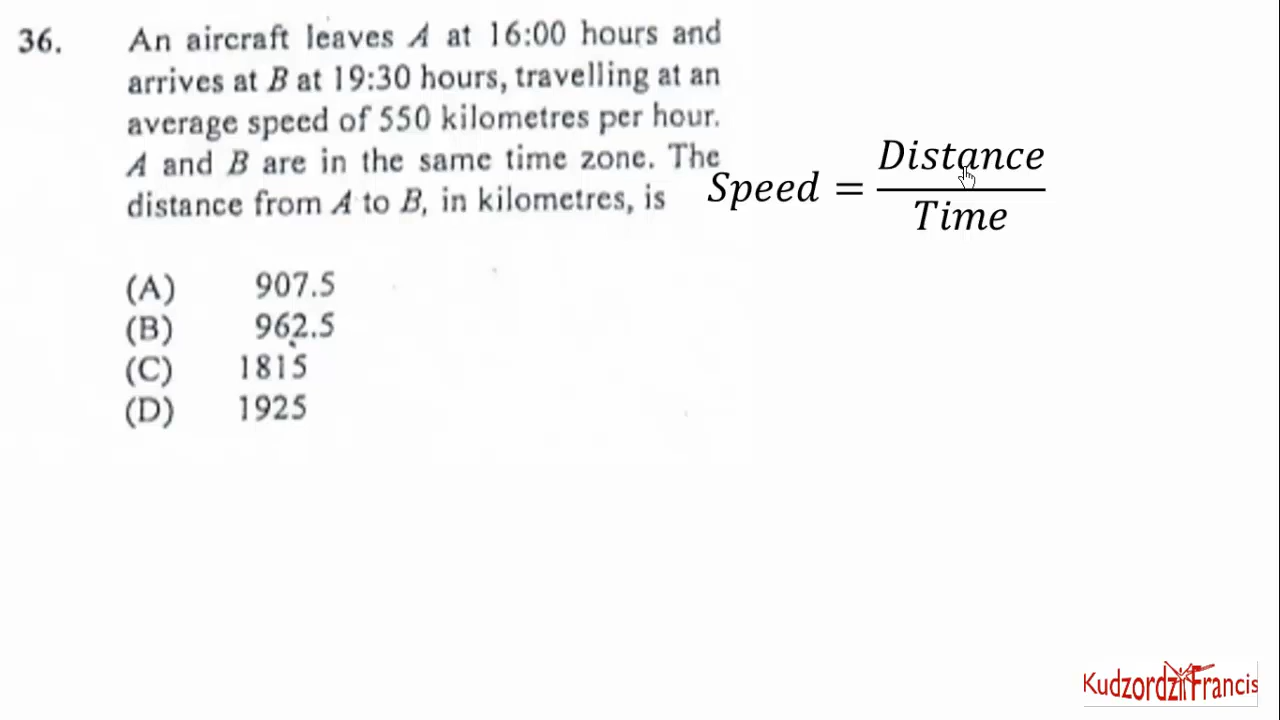 36. An aircraft leaves A at 16:00 hours and
arrives at B at 19:30 hours, travelling at an
average speed of 550 kilometres per hour.
A and B are in the same time zone. The
distance from A to B, in kilometres, is
Speed = Distance / Time
(A) 907.5
(B) 962.5
(C) 1815
(D) 1925
Kudzordzi Francis